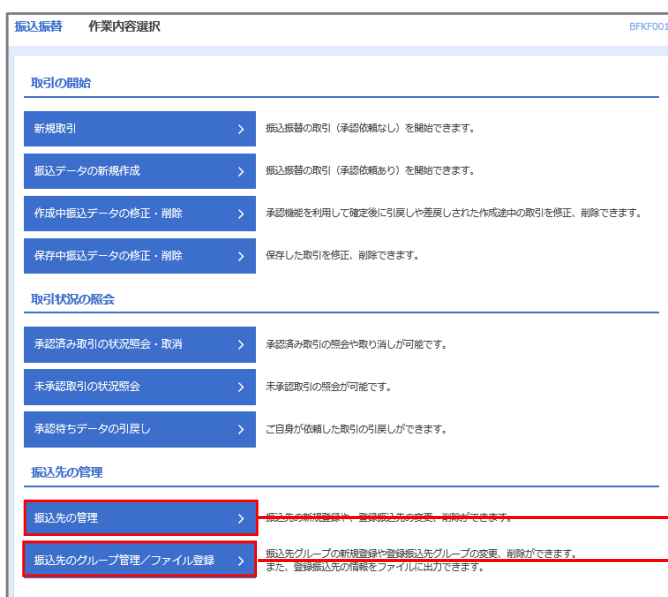 振込振替 作業内容選択 BFKF001
取引の開始
新規取引 振込振替の取引（承認依頼なし）を開始できます。
振込データの新規作成 振込振替の取引（承認依頼あり）を開始できます。
作成中振込データの修正・削除 承認機能を利用して確定後に引戻しや差戻しされた作成途中の取引を修正、削除できます。
保存中振込データの修正・削除 保存した取引を修正、削除できます。
取引状況の照会
承認済み取引の状況照会・取消 承認済み取引の照会や取り消しが可能です。
未承認取引の状況照会 未承認取引の照会が可能です。
承認待ちデータの引戻し ご自身が依頼した取引の引戻しができます。
振込先の管理
振込先の管理 振込先の新規登録や、登録振込先の変更、削除ができます。
振込先のグループ管理／ファイル登録 振込先グループの新規登録や登録振込先グループの変更、削除ができます。
また、登録振込先の情報をファイルに出力できます。